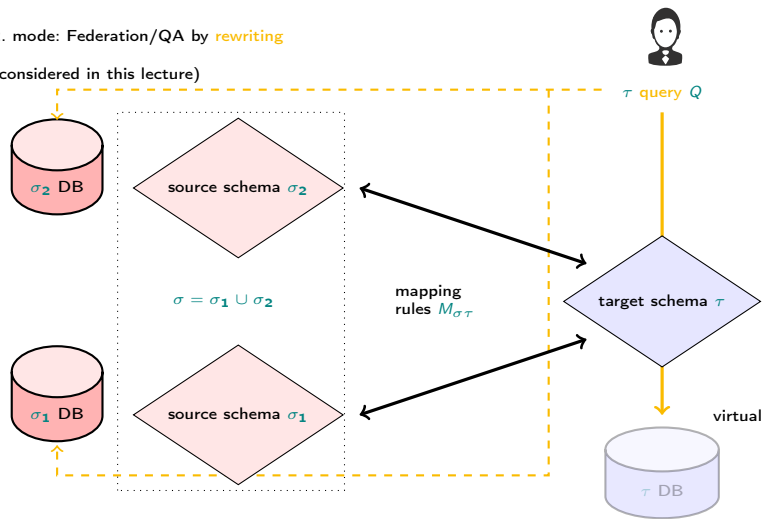 . mode: Federation/QA by rewriting
considered in this lecture)
τ query Q
σ₂ DB
source schema σ₂
σ = σ₁ ∪ σ₂
mapping
rules Mστ
target schema τ
σ₁ DB
source schema σ₁
virtual
τ DB